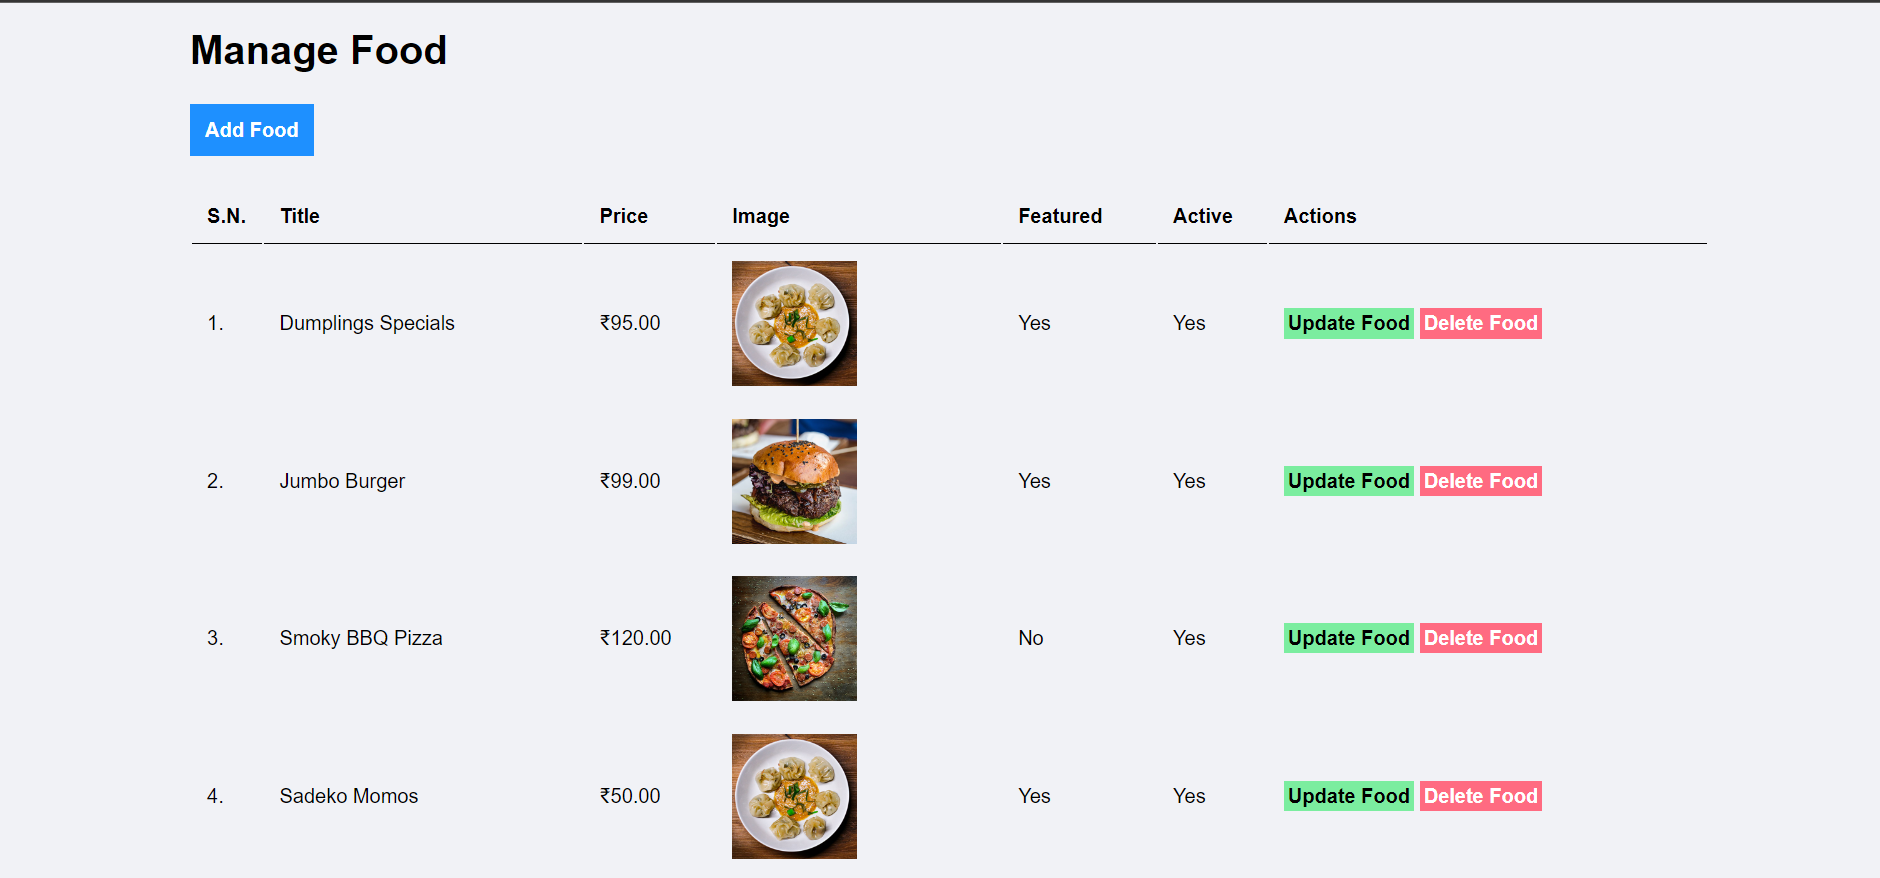 Manage Food
Add Food
S.N. Title Price Image Featured Active Actions
1. Dumplings Specials ₹95.00 Yes Yes Update Food Delete Food
2. Jumbo Burger ₹99.00 Yes Yes Update Food Delete Food
3. Smoky BBQ Pizza ₹120.00 No Yes Update Food Delete Food
4. Sadeko Momos ₹50.00 Yes Yes Update Food Delete Food